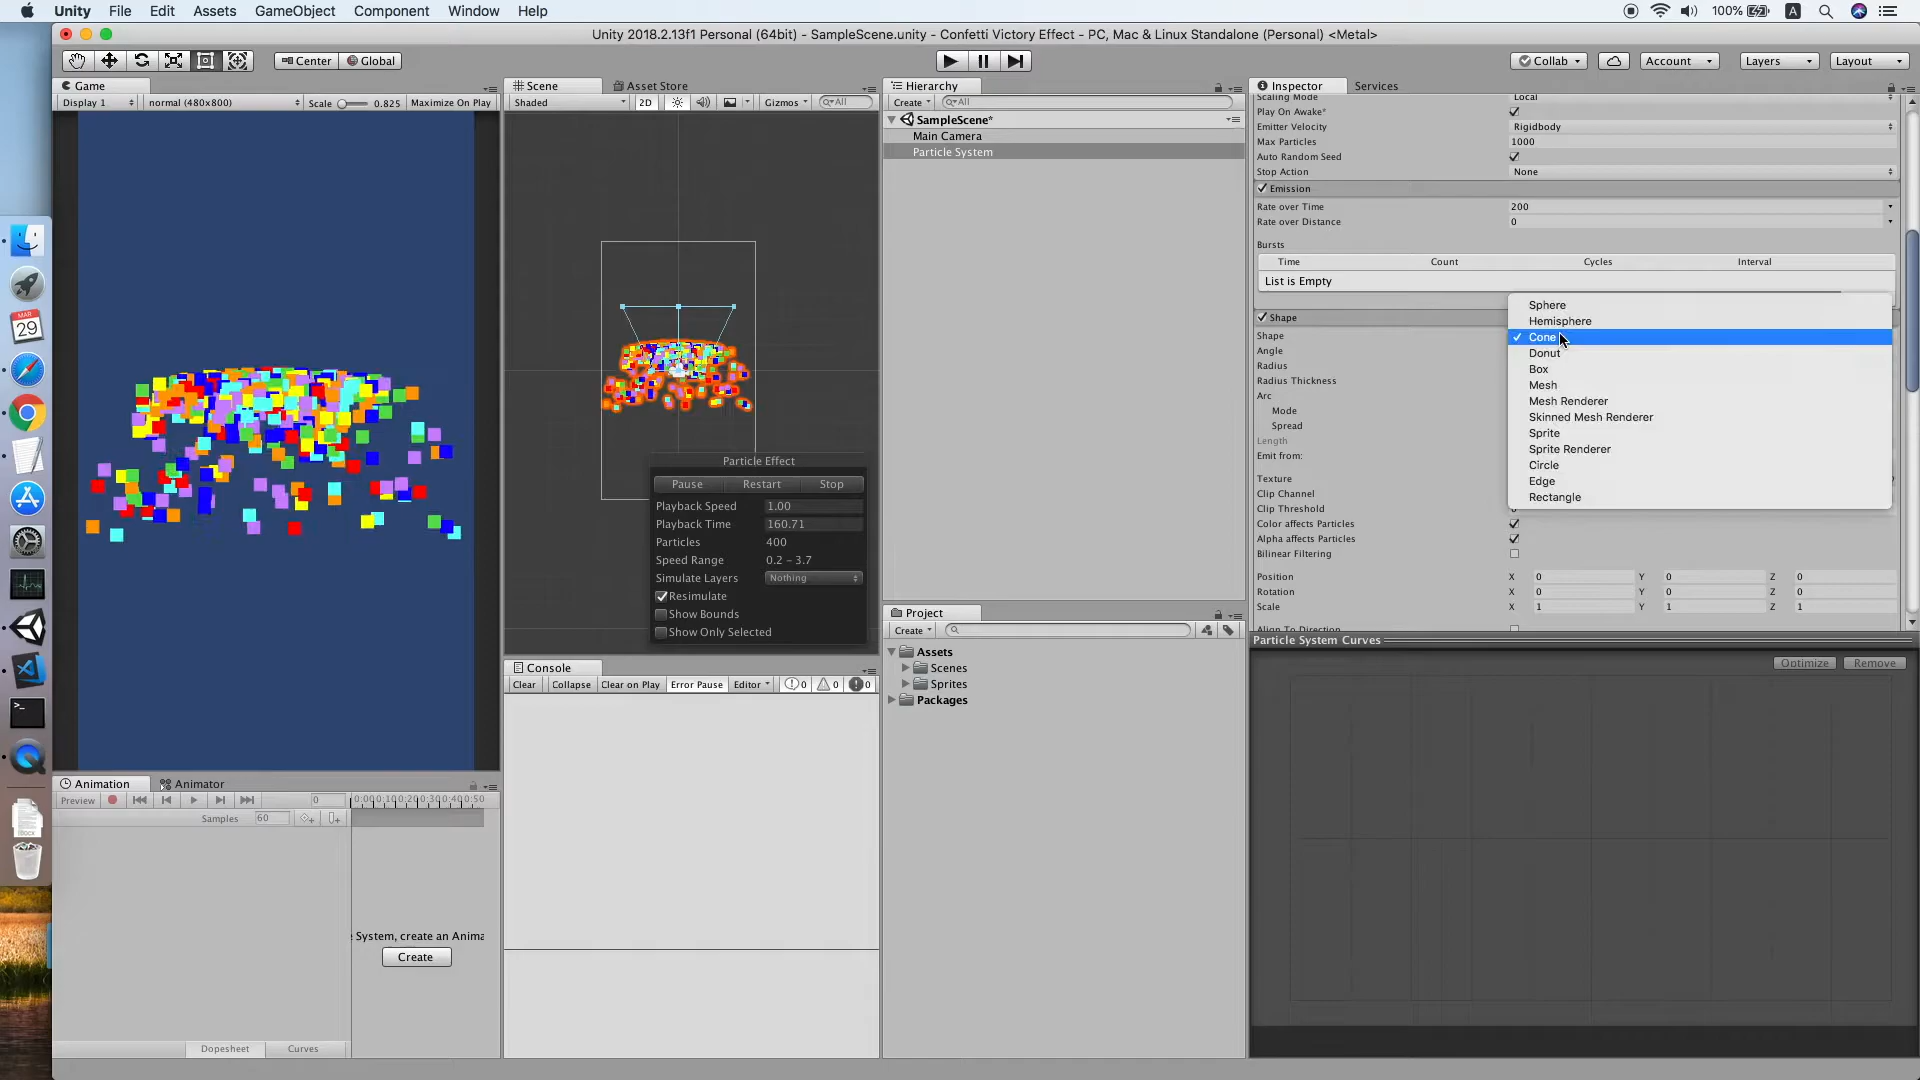 Unity File Edit Assets GameObject Component Window Help
100% A
Unity 2018.2.13f1 Personal (64bit) - SampleScene.unity - Confetti Victory Effect - PC, Mac & Linux Standalone (Personal) <Metal>
Center Global
Collab Account Layers Layout
Game
Display 1 normal (480x800) Scale 0.825 Maximize On Play
Scene Asset Store
Shaded 2D Gizmos All
Hierarchy
Create All
SampleScene*
Main Camera
Particle System
Inspector Services
Scaling Mode Local
Play On Awake*
Emitter Velocity Rigidbody
Max Particles 1000
Auto Random Seed
Stop Action None
Emission
Rate over Time 200
Rate over Distance 0
Bursts
Time Count Cycles Interval
List is Empty
Shape
Shape
Angle
Radius
Radius Thickness
Arc
Mode
Spread
Length
Emit from:
Sphere
Hemisphere
Cone
Donut
Box
Mesh
Mesh Renderer
Skinned Mesh Renderer
Sprite
Sprite Renderer
Circle
Edge
Rectangle
Texture
Clip Channel
Clip Threshold
Color affects Particles
Alpha affects Particles
Bilinear Filtering
Position X 0 Y 0 Z 0
Rotation X 0 Y 0 Z 0
Scale X 1 Y 1 Z 1
Align To Direction
Particle System Curves
Optimize Remove
Particle Effect
Pause Restart Stop
Playback Speed 1.00
Playback Time 160.71
Particles 400
Speed Range 0.2 – 3.7
Simulate Layers Nothing
Resimulate
Show Bounds
Show Only Selected
Console
Clear Collapse Clear on Play Error Pause Editor 0 0 0
Project
Create
Assets
Scenes
Sprites
Packages
Animation Animator
Preview 0
Samples 60
System, create an Anima
Create
Dopesheet Curves
MAR
29